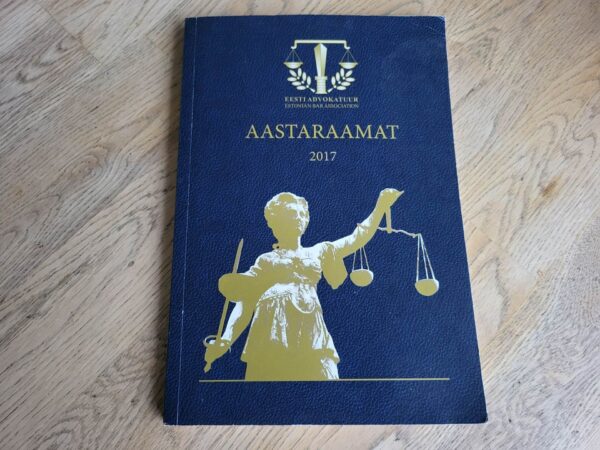 EESTI ADVOKATUUR
ESTONIAN BAR ASSOCIATION
AASTARAAMAT
2017